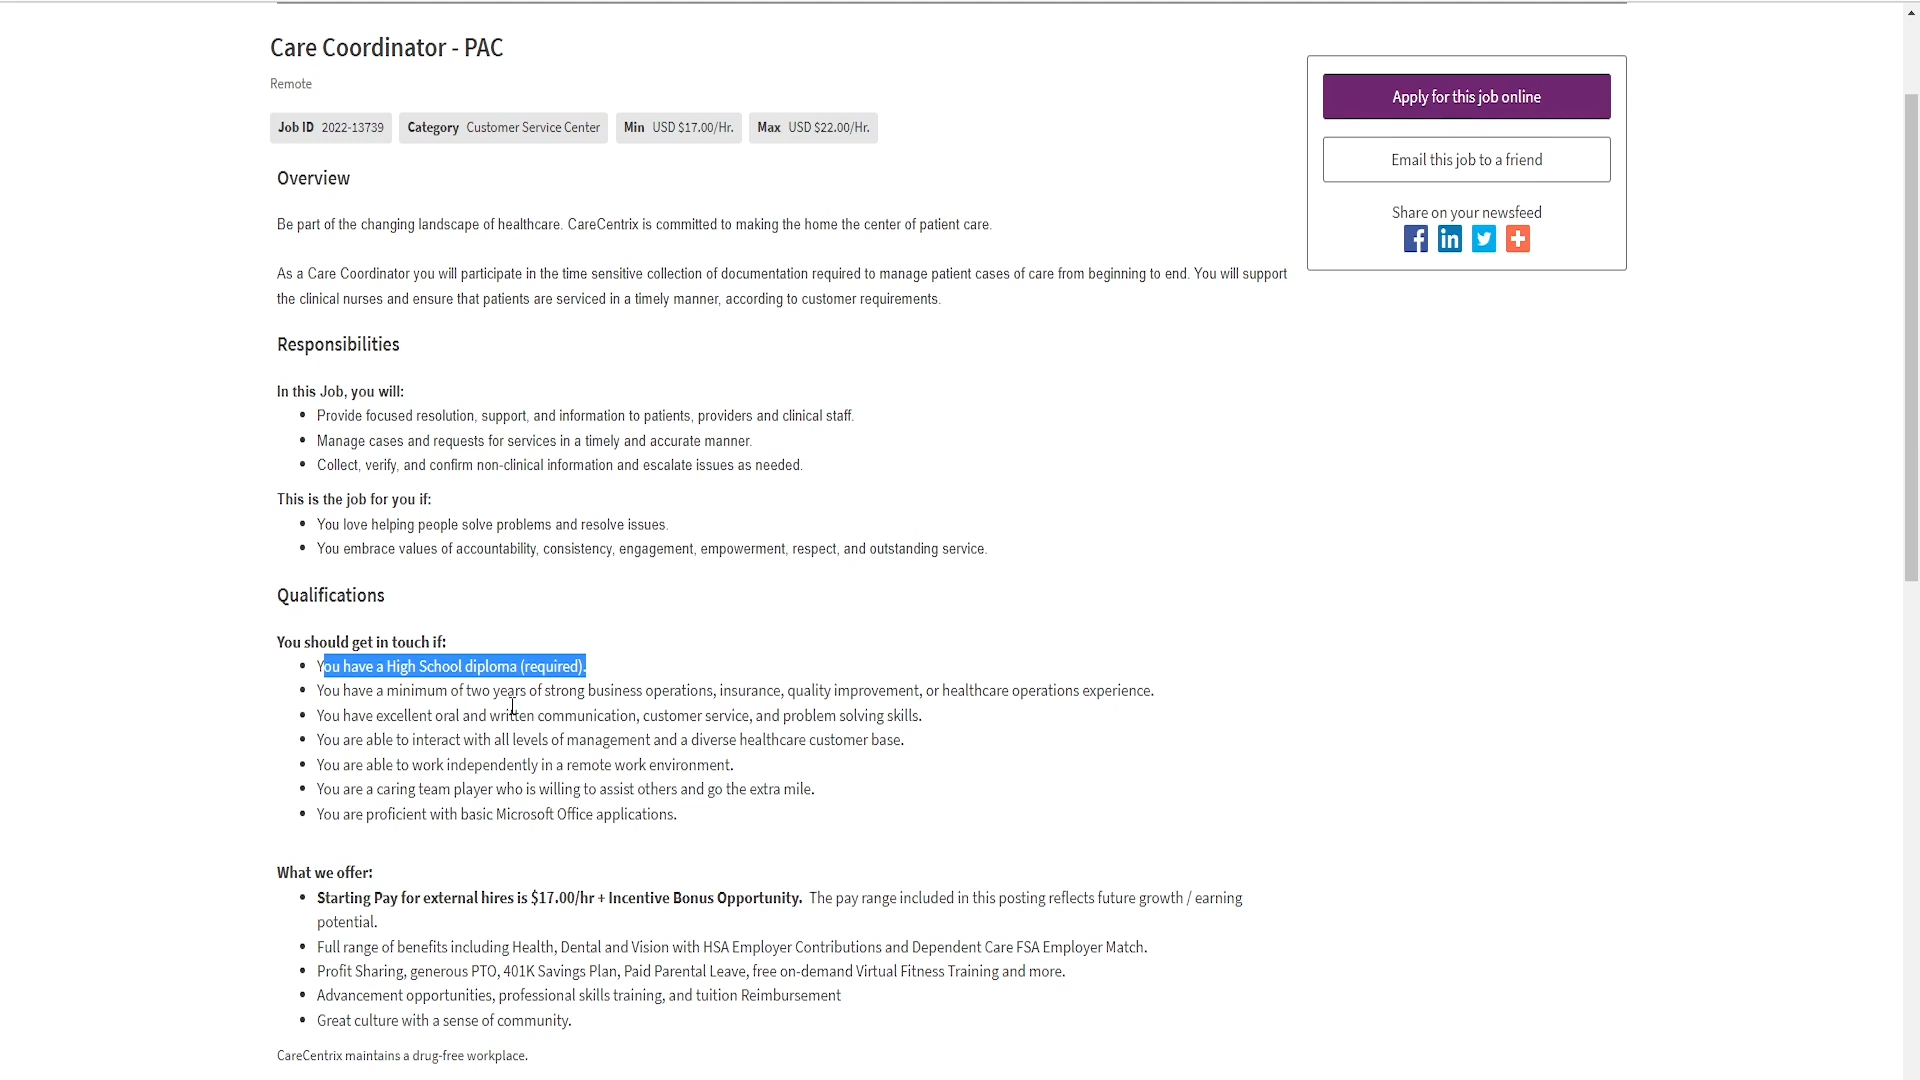 Care Coordinator - PAC
Remote
Job ID 2022-13739 Category Customer Service Center Min USD $17.00/Hr. Max USD $22.00/Hr.
Apply for this job online
Email this job to a friend
Share on your newsfeed
Overview
Be part of the changing landscape of healthcare. CareCentrix is committed to making the home the center of patient care.
As a Care Coordinator you will participate in the time sensitive collection of documentation required to manage patient cases of care from beginning to end. You will support
the clinical nurses and ensure that patients are serviced in a timely manner, according to customer requirements.
Responsibilities
In this Job, you will:
• Provide focused resolution, support, and information to patients, providers and clinical staff.
• Manage cases and requests for services in a timely and accurate manner.
• Collect, verify, and confirm non-clinical information and escalate issues as needed.
This is the job for you if:
• You love helping people solve problems and resolve issues.
• You embrace values of accountability, consistency, engagement, empowerment, respect, and outstanding service.
Qualifications
You should get in touch if:
• You have a High School diploma (required).
• You have a minimum of two years of strong business operations, insurance, quality improvement, or healthcare operations experience.
• You have excellent oral and written communication, customer service, and problem solving skills.
• You are able to interact with all levels of management and a diverse healthcare customer base.
• You are able to work independently in a remote work environment.
• You are a caring team player who is willing to assist others and go the extra mile.
• You are proficient with basic Microsoft Office applications.
What we offer:
• Starting Pay for external hires is $17.00/hr + Incentive Bonus Opportunity. The pay range included in this posting reflects future growth / earning
potential.
• Full range of benefits including Health, Dental and Vision with HSA Employer Contributions and Dependent Care FSA Employer Match.
• Profit Sharing, generous PTO, 401K Savings Plan, Paid Parental Leave, free on-demand Virtual Fitness Training and more.
• Advancement opportunities, professional skills training, and tuition Reimbursement
• Great culture with a sense of community.
CareCentrix maintains a drug-free workplace.